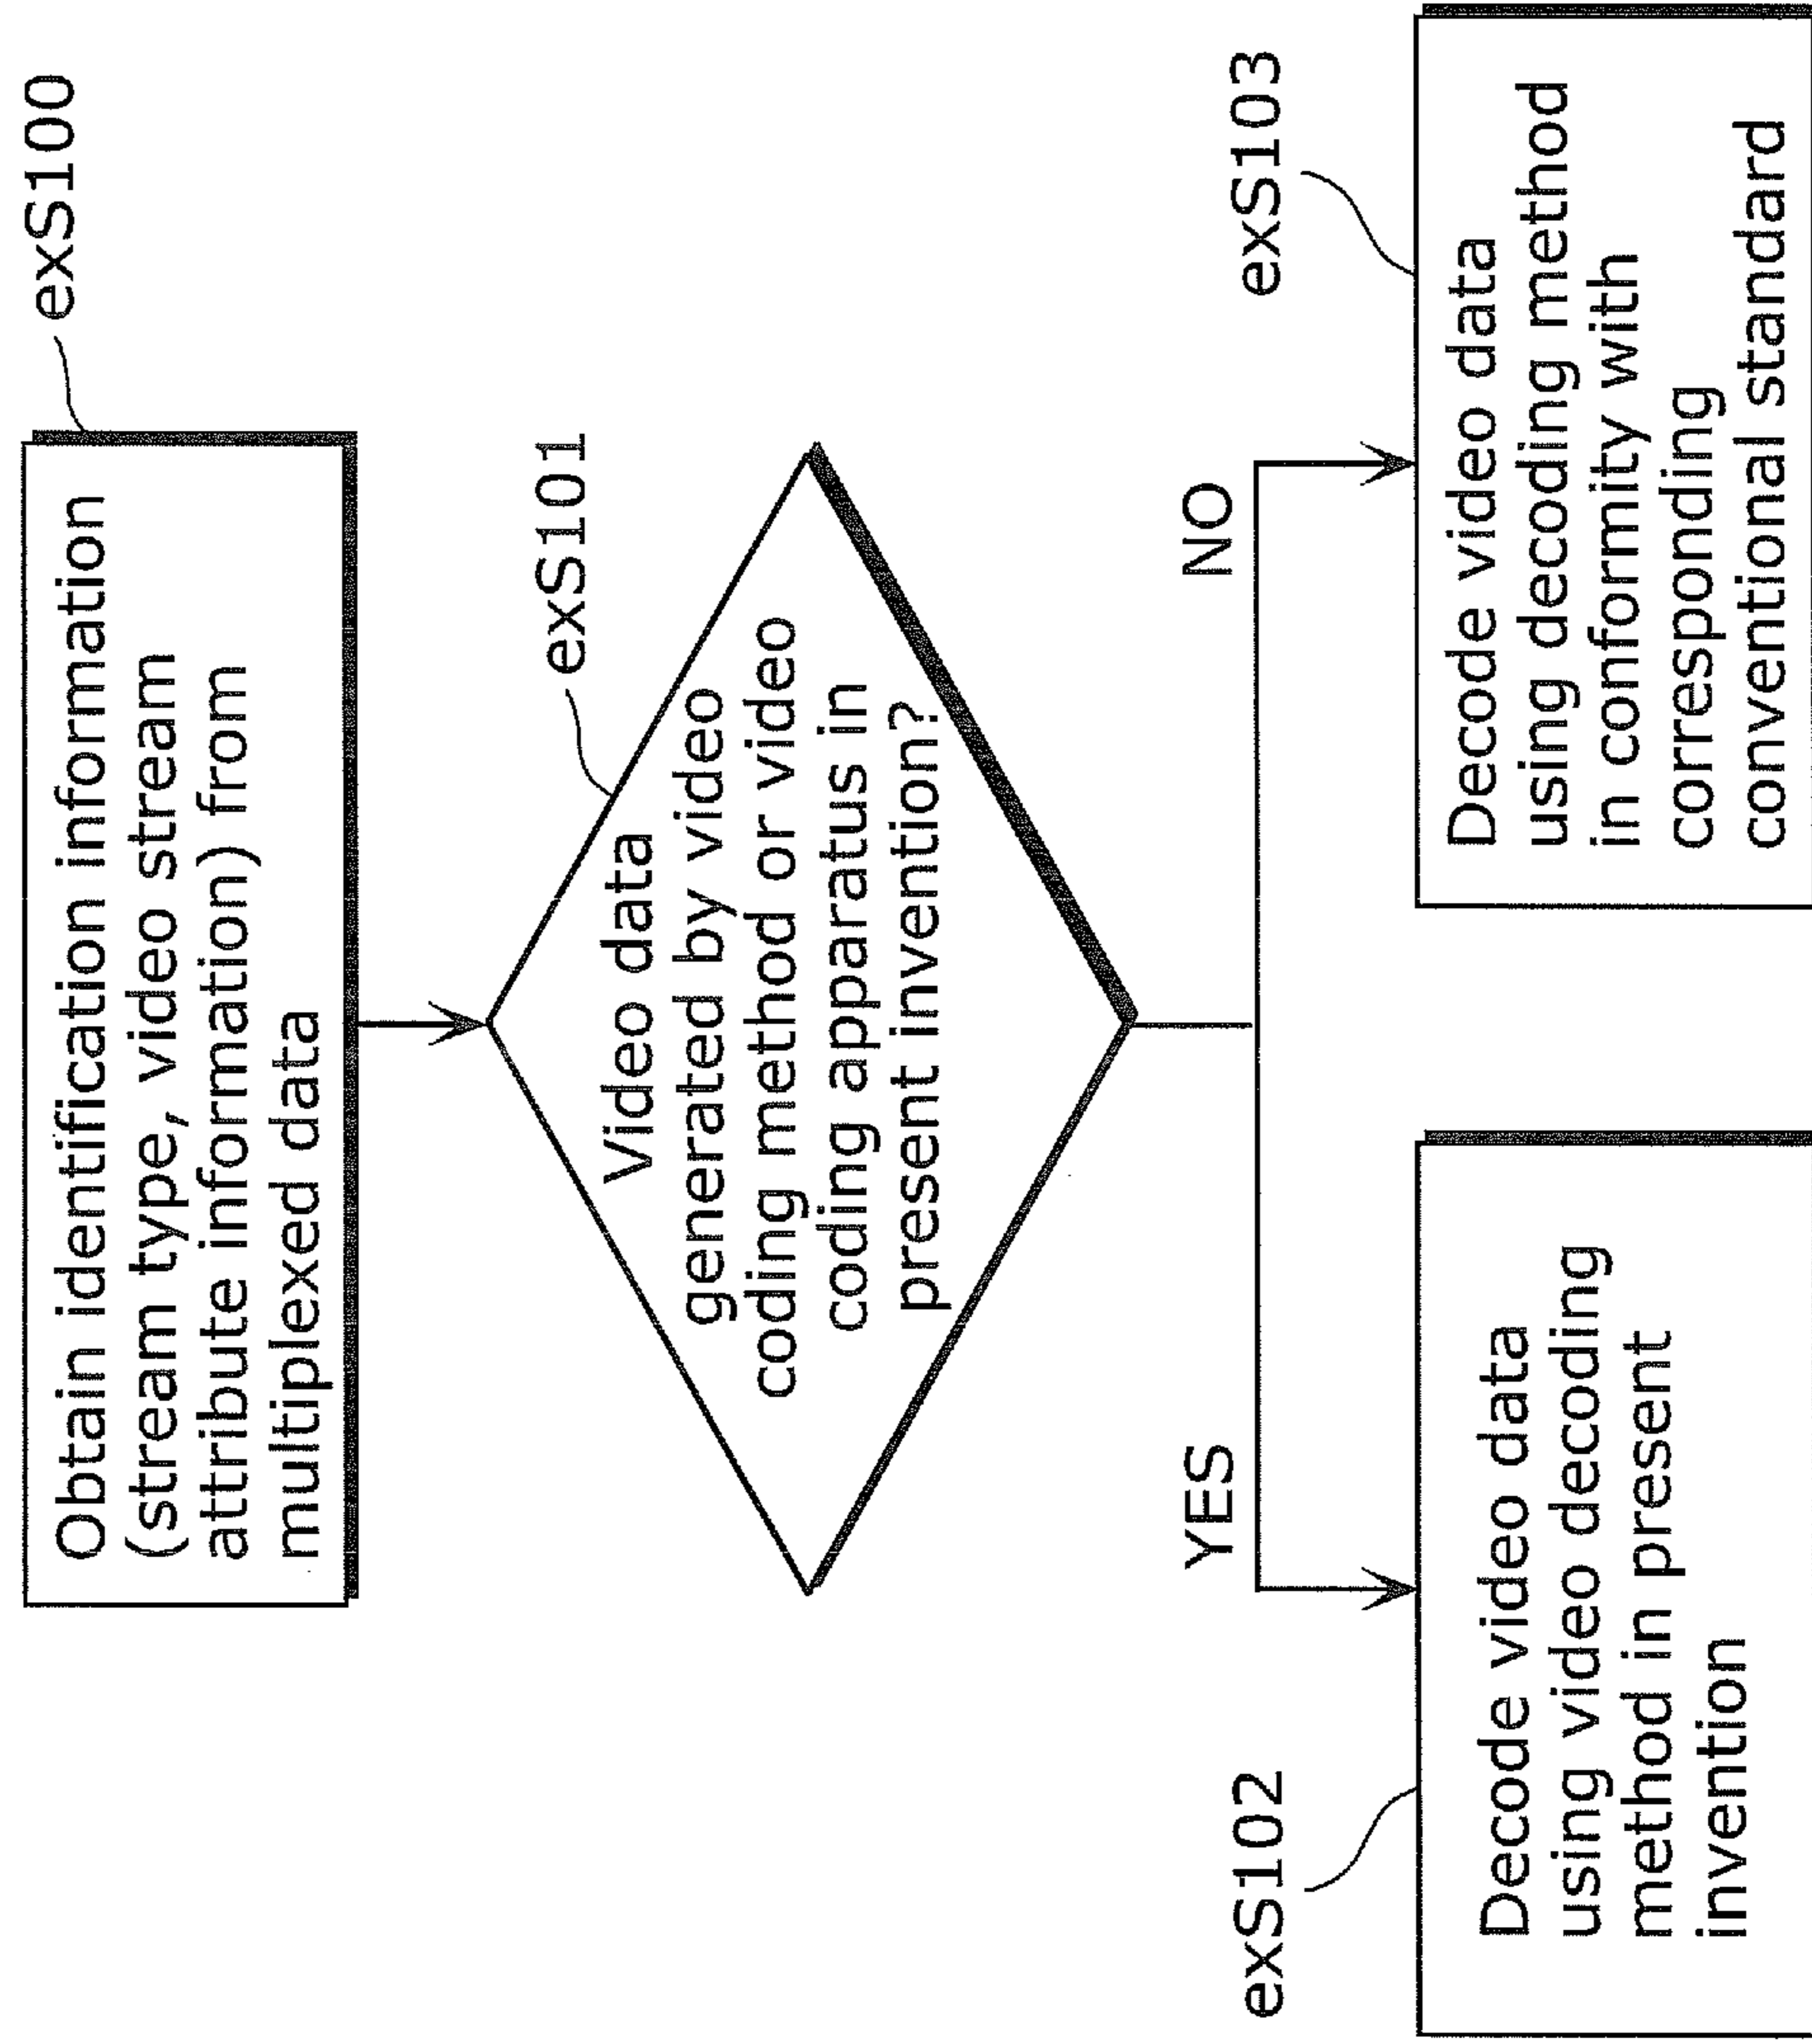 exS100
Obtain identification information
(stream type, video stream
attribute information) from
multiplexed data
exS101
Video data
generated by video
coding method or video
coding apparatus in
present invention?
YES
NO
exS102
Decode video data
using video decoding
method in present
invention
exS103
Decode video data
using decoding method
in conformity with
corresponding
conventional standard